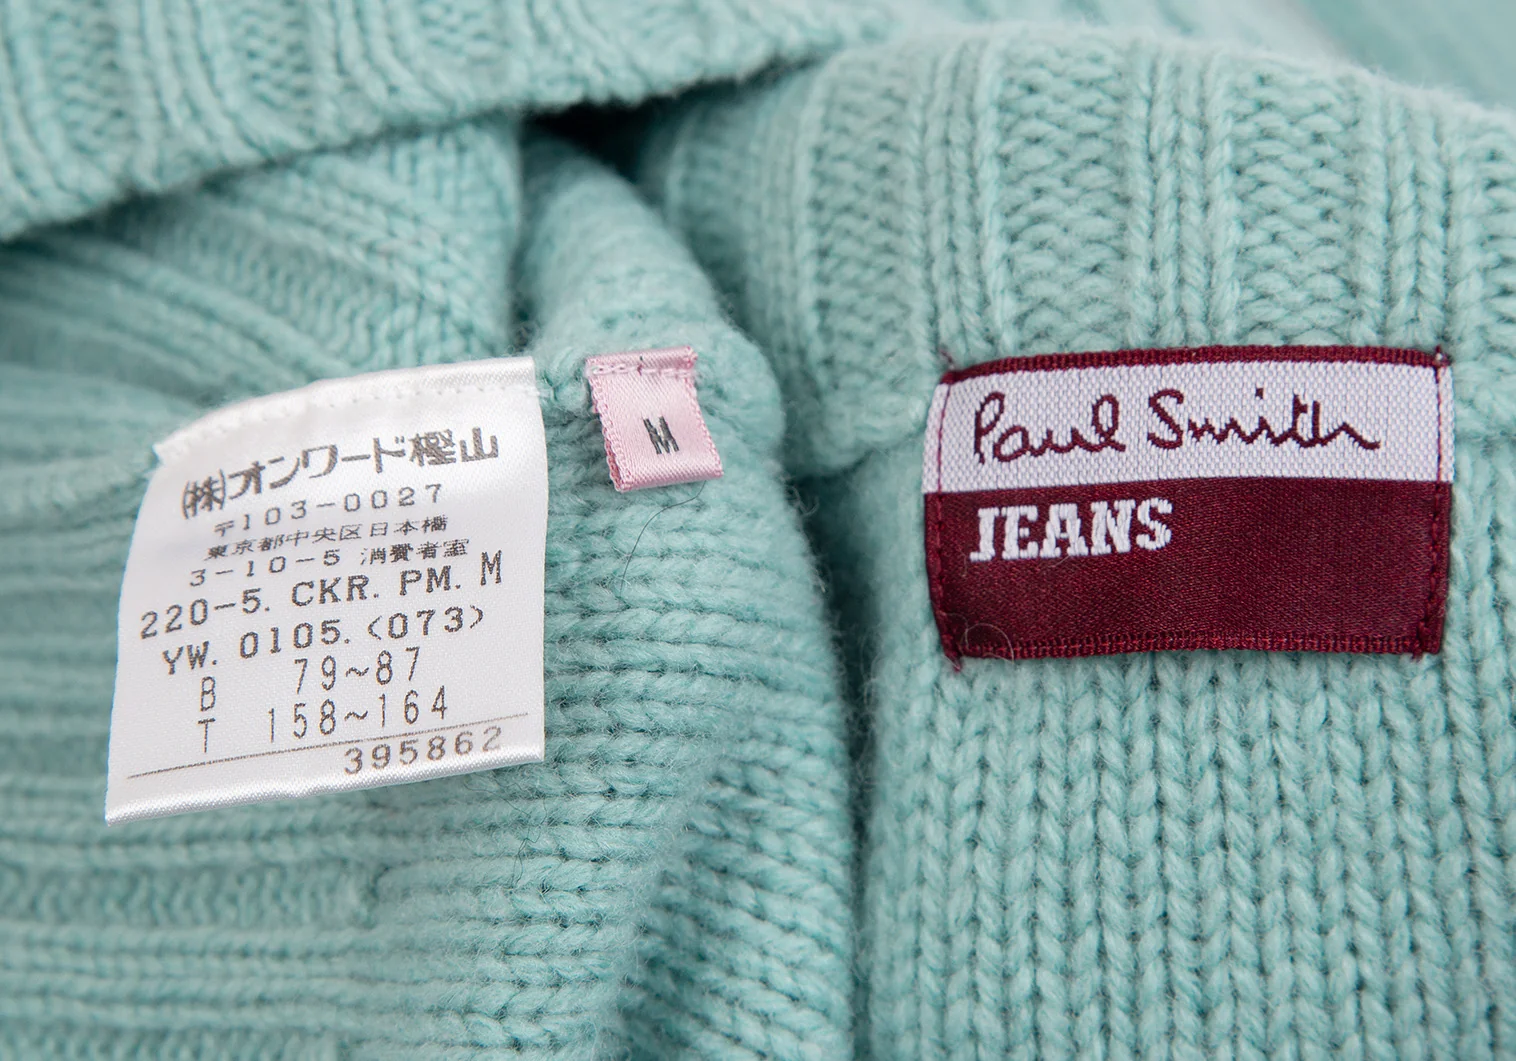 (株)オンワード樫山
〒103-0027
東京都中央区日本橋
3-10-5 消費者室
220-5. CKR. PM. M
YW. 0105. <073>
B 79~87
T 158~164
395862
M
Paul Smith
JEANS